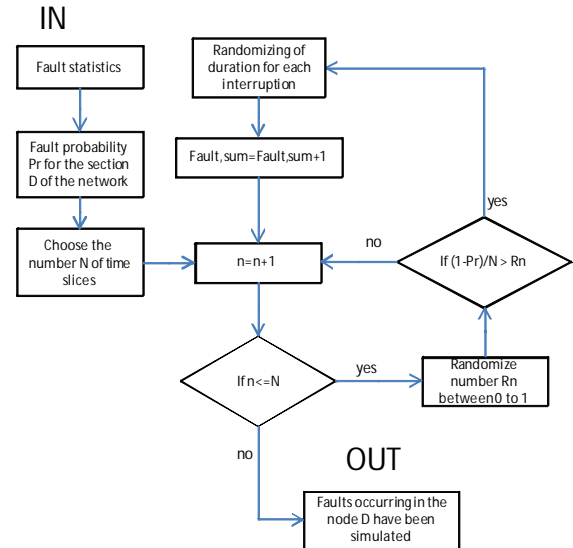 IN
Fault statistics
Fault probability
Pr for the section
D of the network
Choose the
number N of time
slices
Randomizing of
duration for each
interruption
Fault,sum=Fault,sum+1
n=n+1
If n<=N
yes
no
Randomize
number Rn
between 0 to 1
If (1-Pr)/N > Rn
yes
no
OUT
Faults occurring in the
node D have been
simulated